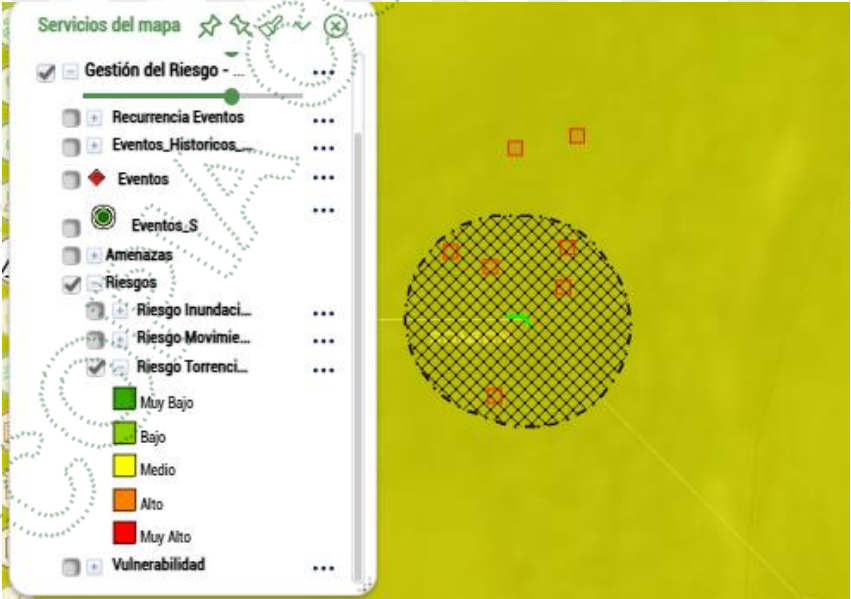 Servicios del mapa
Gestión del Riesgo - ...
Recurrencia Eventos
Eventos_Historicos_...
Eventos
Eventos_S
Amenazas
Riesgos
Riesgo Inundaci...
Riesgo Movimie...
Riesgo Torrenci...
Muy Bajo
Bajo
Medio
Alto
Muy Alto
Vulnerabilidad